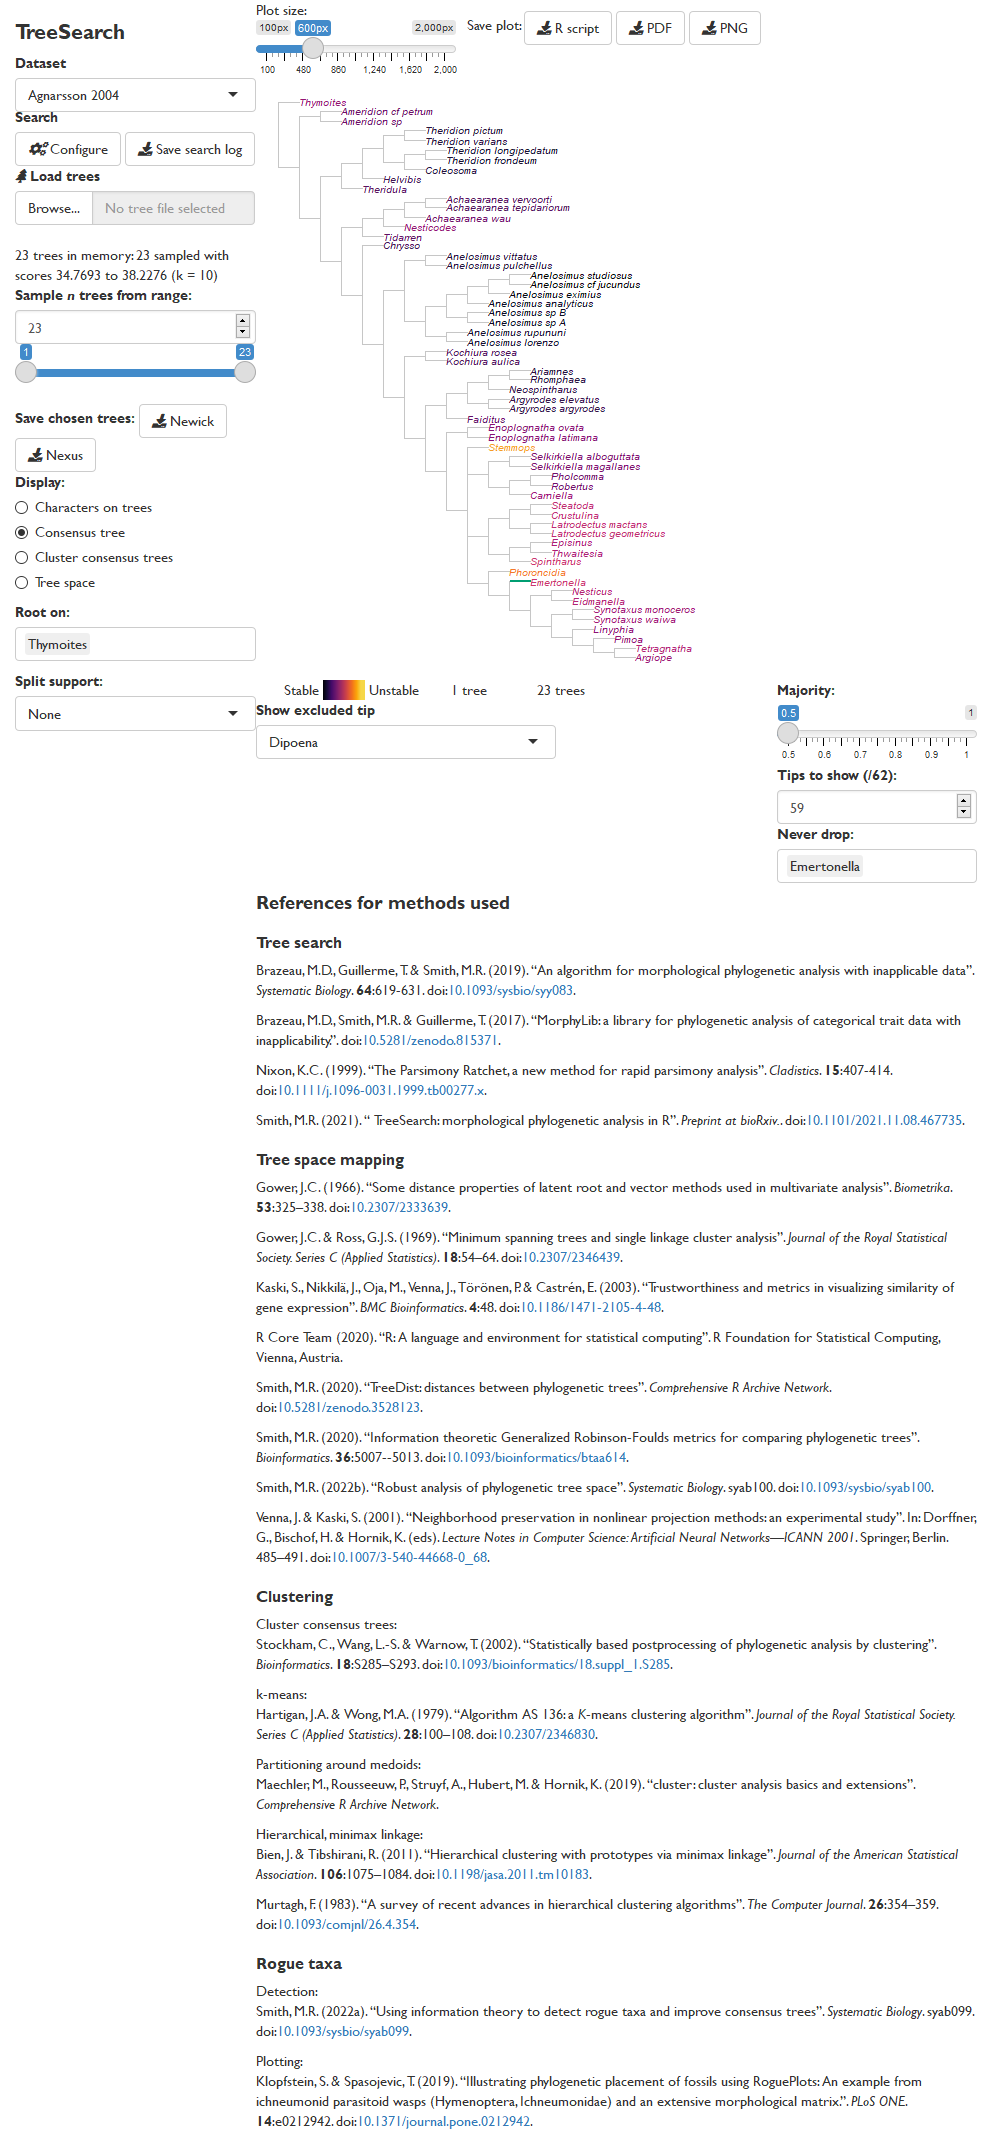 TreeSearch
Dataset
Agnarsson 2004
Search
Configure
Save search log
Load trees
Browse...
No tree file selected
23 trees in memory: 23 sampled with
scores 34.7693 to 38.2276 (k = 10)
Sample n trees from range:
23
1
23
Save chosen trees:
Newick
Nexus
Display:
Characters on trees
Consensus tree
Cluster consensus trees
Tree space
Root on:
Thymoites
Split support:
None
Plot size:
100px
600px
2,000px
100 480 860 1,240 1,620 2,000
Save plot:
R script
PDF
PNG
Thymoites
Ameridion cf petrum
Ameridion sp
Theridion pictum
Theridion varians
Theridion longipedatum
Theridion frondeum
Coleosoma
Helvibis
Theridula
Achaearanea vervoorti
Achaearanea tepidariorum
Achaearanea wau
Nesticodes
Tidarren
Chrysso
Anelosimus vittatus
Anelosimus pulchellus
Anelosimus studiosus
Anelosimus cf jucundus
Anelosimus eximius
Anelosimus analyticus
Anelosimus sp B
Anelosimus sp A
Anelosimus rupununi
Anelosimus lorenzo
Kochiura rosea
Kochiura aulica
Ariamnes
Rhomphaea
Neospintharus
Argyrodes elevatus
Argyrodes argyrodes
Faiditus
Enoplognatha ovata
Enoplognatha latimana
Stemmops
Selkirkiella alboguttata
Selkirkiella magallanes
Pholcomma
Robertus
Carniella
Steatoda
Crustulina
Latrodectus mactans
Latrodectus geometricus
Episinus
Thwaitesia
Spintharus
Phoroncidia
Emertonella
Nesticus
Eidmanella
Synotaxus monoceros
Synotaxus waiwa
Linyphia
Pimoa
Tetragnatha
Argiope
Stable
Unstable
1 tree
23 trees
Show excluded tip
Dipoena
Majority:
0.5
1
0.5 0.6 0.7 0.8 0.9 1
Tips to show (/62):
59
Never drop:
Emertonella
References for methods used
Tree search
Brazeau, M.D., Guillerme, T. & Smith, M.R. (2019). “An algorithm for morphological phylogenetic analysis with inapplicable data”.
Systematic Biology. 64:619-631. doi:10.1093/sysbio/syy083.
Brazeau, M.D., Smith, M.R. & Guillerme, T. (2017). “MorphyLib: a library for phylogenetic analysis of categorical trait data with
inapplicability.”. doi:10.5281/zenodo.815371.
Nixon, K.C. (1999). “The Parsimony Ratchet, a new method for rapid parsimony analysis”. Cladistics. 15:407-414.
doi:10.1111/j.1096-0031.1999.tb00277.x.
Smith, M.R. (2021). “ TreeSearch: morphological phylogenetic analysis in R”. Preprint at bioRxiv.. doi:10.1101/2021.11.08.467735.
Tree space mapping
Gower, J.C. (1966). “Some distance properties of latent root and vector methods used in multivariate analysis”. Biometrika.
53:325–338. doi:10.2307/2333639.
Gower, J.C. & Ross, G.J.S. (1969). “Minimum spanning trees and single linkage cluster analysis”. Journal of the Royal Statistical
Society. Series C (Applied Statistics). 18:54–64. doi:10.2307/2346439.
Kaski, S., Nikkilä, J., Oja, M., Venna, J., Törönen, P. & Castrén, E. (2003). “Trustworthiness and metrics in visualizing similarity of
gene expression”. BMC Bioinformatics. 4:48. doi:10.1186/1471-2105-4-48.
R Core Team (2020). “R: A language and environment for statistical computing”. R Foundation for Statistical Computing,
Vienna, Austria.
Smith, M.R. (2020). “TreeDist: distances between phylogenetic trees”. Comprehensive R Archive Network.
doi:10.5281/zenodo.3528123.
Smith, M.R. (2020). “Information theoretic Generalized Robinson-Foulds metrics for comparing phylogenetic trees”.
Bioinformatics. 36:5007--5013. doi:10.1093/bioinformatics/btaa614.
Smith, M.R. (2022b). “Robust analysis of phylogenetic tree space”. Systematic Biology. syab100. doi:10.1093/sysbio/syab100.
Venna, J. & Kaski, S. (2001). “Neighborhood preservation in nonlinear projection methods: an experimental study”. In: Dorffner,
G., Bischof, H. & Hornik, K. (eds). Lecture Notes in Computer Science: Artificial Neural Networks—ICANN 2001. Springer, Berlin.
485–491. doi:10.1007/3-540-44668-0_68.
Clustering
Cluster consensus trees:
Stockham, C., Wang, L.-S. & Warnow, T. (2002). “Statistically based postprocessing of phylogenetic analysis by clustering”.
Bioinformatics. 18:S285–S293. doi:10.1093/bioinformatics/18.suppl_1.S285.
k-means:
Hartigan, J.A. & Wong, M.A. (1979). “Algorithm AS 136: a K-means clustering algorithm”. Journal of the Royal Statistical Society.
Series C (Applied Statistics). 28:100–108. doi:10.2307/2346830.
Partitioning around medoids:
Maechler, M., Rousseeuw, P., Struyf, A., Hubert, M. & Hornik, K. (2019). “cluster: cluster analysis basics and extensions”.
Comprehensive R Archive Network.
Hierarchical, minimax linkage:
Bien, J. & Tibshirani, R. (2011). “Hierarchical clustering with prototypes via minimax linkage”. Journal of the American Statistical
Association. 106:1075–1084. doi:10.1198/jasa.2011.tm10183.
Murtagh, F. (1983). “A survey of recent advances in hierarchical clustering algorithms”. The Computer Journal. 26:354–359.
doi:10.1093/comjnl/26.4.354.
Rogue taxa
Detection:
Smith, M.R. (2022a). “Using information theory to detect rogue taxa and improve consensus trees”. Systematic Biology. syab099.
doi:10.1093/sysbio/syab099.
Plotting:
Klopfstein, S. & Spasojevic, T. (2019). “Illustrating phylogenetic placement of fossils using RoguePlots: An example from
ichneumonid parasitoid wasps (Hymenoptera, Ichneumonidae) and an extensive morphological matrix.”. PLoS ONE.
14:e0212942. doi:10.1371/journal.pone.0212942.